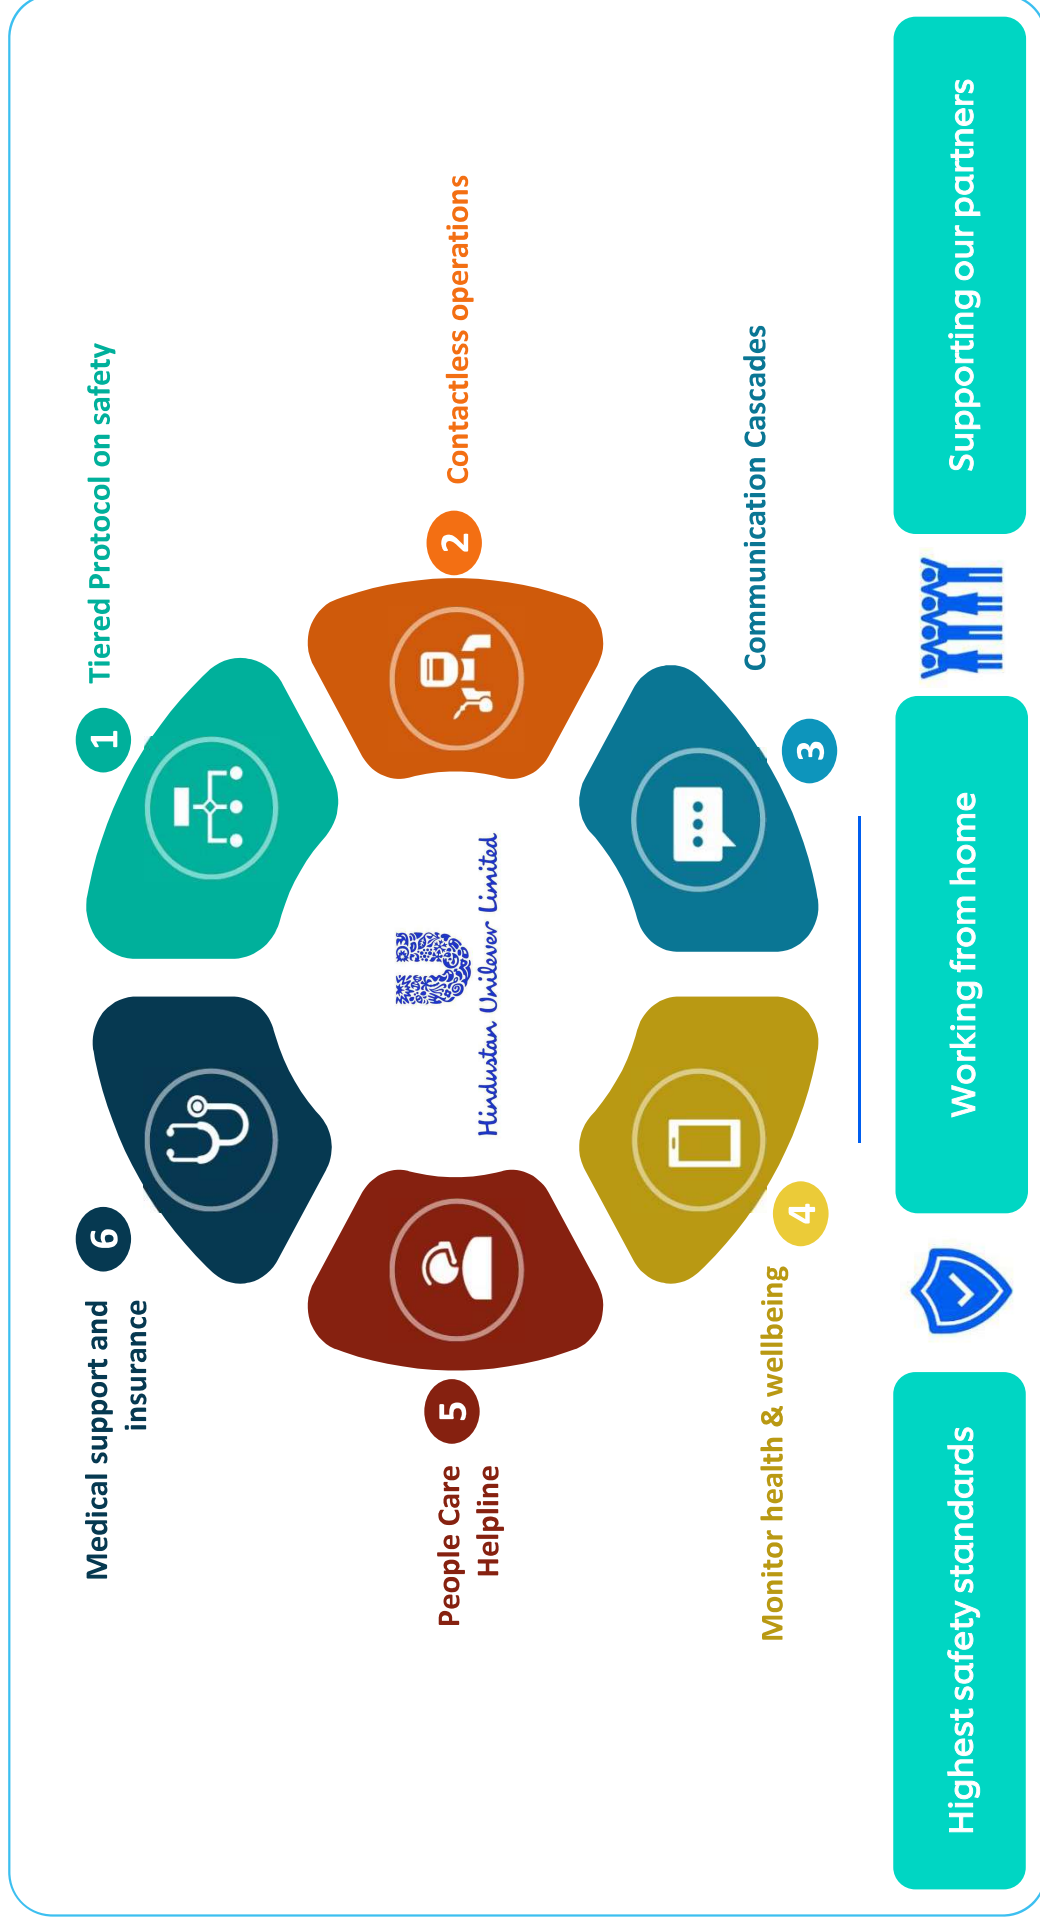 6
Medical support and
insurance
1
Tiered Protocol on safety
5
People Care
Helpline
Hindustan Unilever Limited
2
Contactless operations
4
Monitor health & wellbeing
3
Communication Cascades
Highest safety standards
Working from home
Supporting our partners